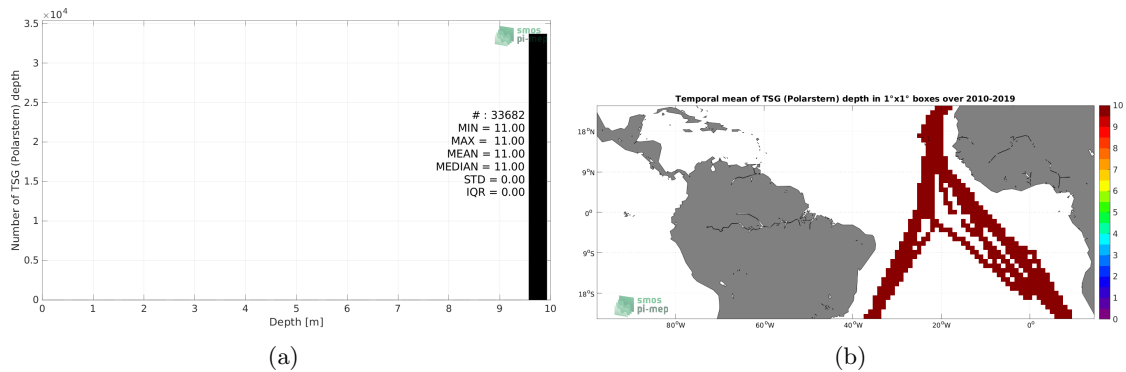 ×10⁴
3.5
3
2.5
2
1.5
1
0.5
0
Number of TSG (Polarstern) depth
smos
pi-mep
# : 33682
MIN = 11.00
MAX = 11.00
MEAN = 11.00
MEDIAN = 11.00
STD = 0.00
IQR = 0.00
0 1 2 3 4 5 6 7 8 9 10
Depth [m]
(a)
Temporal mean of TSG (Polarstern) depth in 1°x1° boxes over 2010-2019
18°N
9°N
0°
9°S
18°S
smos
pi-mep
80°W 60°W 40°W 20°W 0°
10
9
8
7
6
5
4
3
2
1
0
(b)